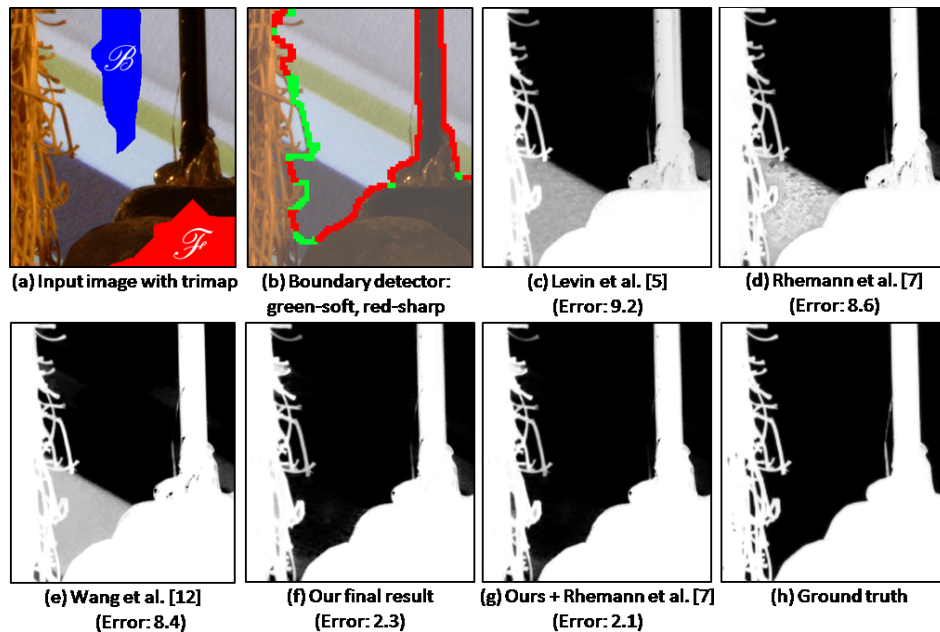 B
F
(a) Input image with trimap
(b) Boundary detector:
green-soft, red-sharp
(c) Levin et al. [5]
(Error: 9.2)
(d) Rhemann et al. [7]
(Error: 8.6)
(e) Wang et al. [12]
(Error: 8.4)
(f) Our final result
(Error: 2.3)
(g) Ours + Rhemann et al. [7]
(Error: 2.1)
(h) Ground truth